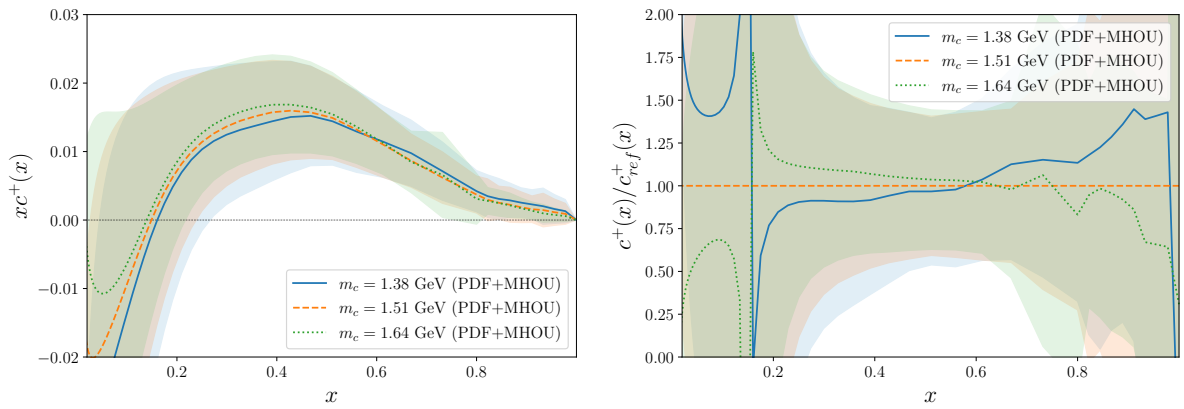 0.03
0.02
0.01
0.00
−0.01
−0.02
xc⁺(x)
0.2
0.4
0.6
0.8
x
m_c = 1.38 GeV (PDF+MHOU)
m_c = 1.51 GeV (PDF+MHOU)
m_c = 1.64 GeV (PDF+MHOU)
2.00
1.75
1.50
1.25
1.00
0.75
0.50
0.25
0.00
c⁺(x)/c⁺_ref(x)
0.2
0.4
0.6
0.8
x
m_c = 1.38 GeV (PDF+MHOU)
m_c = 1.51 GeV (PDF+MHOU)
m_c = 1.64 GeV (PDF+MHOU)